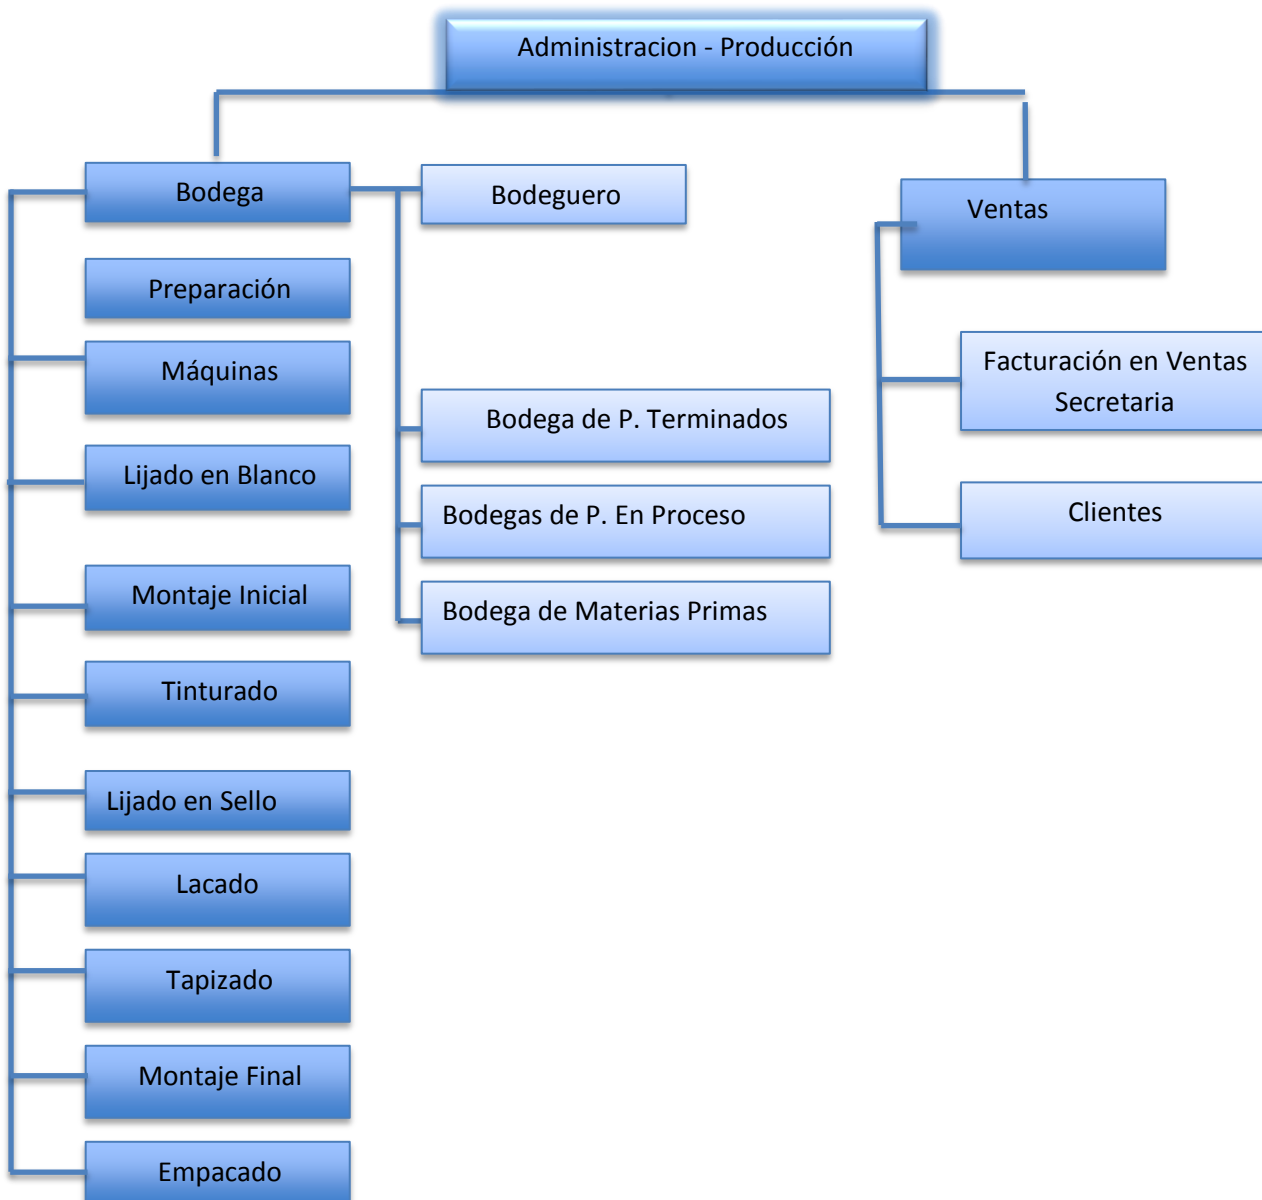 Administracion - Producción
Bodega
Bodeguero
Ventas
Preparación
Máquinas
Facturación en Ventas
Secretaria
Bodega de P. Terminados
Lijado en Blanco
Bodegas de P. En Proceso
Clientes
Montaje Inicial
Bodega de Materias Primas
Tinturado
Lijado en Sello
Lacado
Tapizado
Montaje Final
Empacado